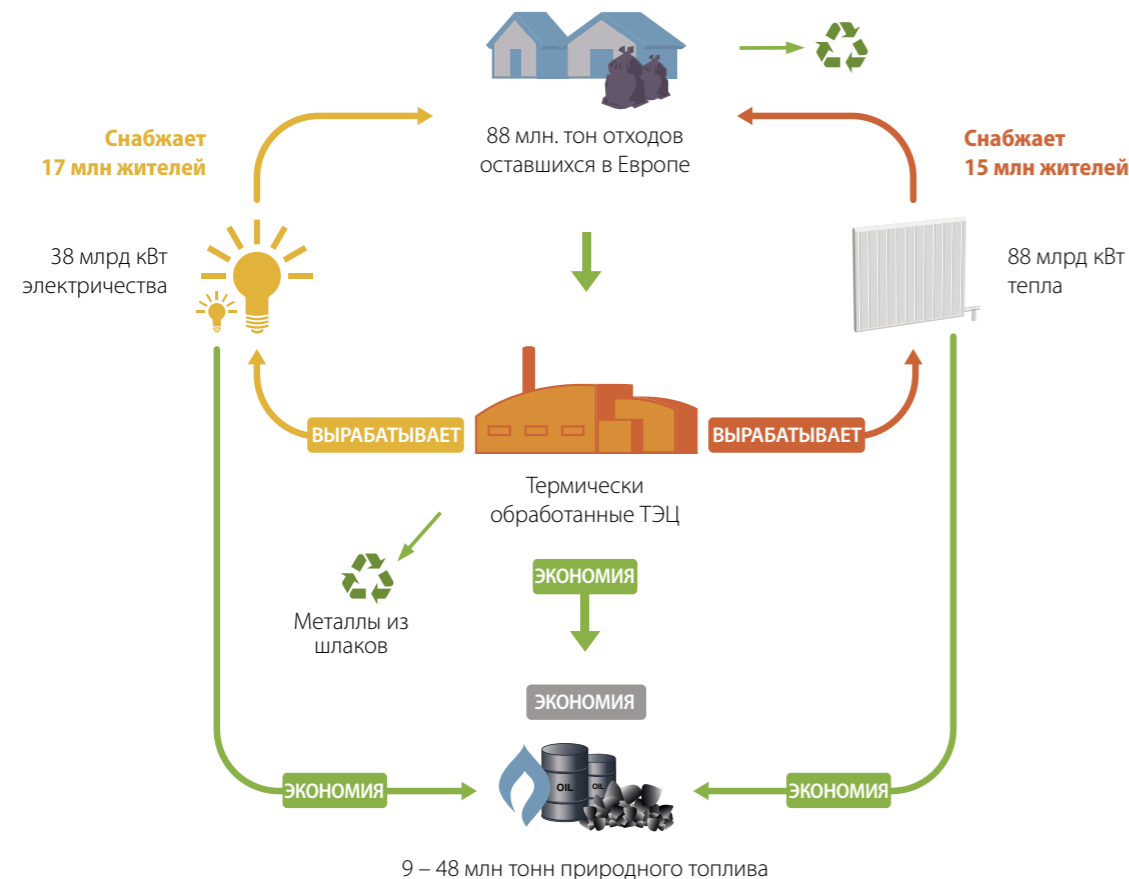 88 млн. тон отходов
оставшихся в Европе
Снабжает
17 млн жителей
Снабжает
15 млн жителей
38 млрд кВт
электричества
88 млрд кВт
тепла
ВЫРАБАТЫВАЕТ
ВЫРАБАТЫВАЕТ
Термически
обработанные ТЭЦ
ЭКОНОМИЯ
Металлы из
шлаков
ЭКОНОМИЯ
OIL
OIL
ЭКОНОМИЯ
ЭКОНОМИЯ
9 – 48 млн тонн природного топлива